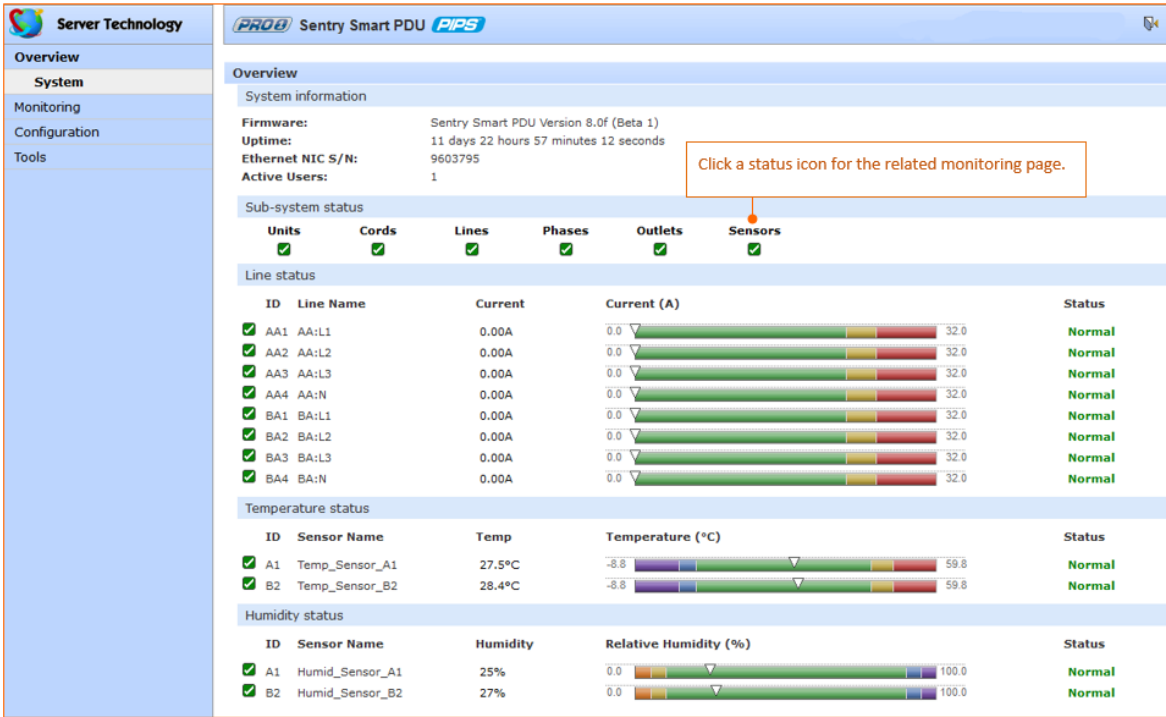 Server Technology
PRO2 Sentry Smart PDU PIPS
Overview
System
Monitoring
Configuration
Tools
Overview
System information
Firmware: Sentry Smart PDU Version 8.0f (Beta 1)
Uptime: 11 days 22 hours 57 minutes 12 seconds
Ethernet NIC S/N: 9603795
Active Users: 1
Click a status icon for the related monitoring page.
Sub-system status
Units Cords Lines Phases Outlets Sensors
Line status
ID Line Name Current Current (A) Status
AA1 AA:L1 0.00A 0.0 32.0 Normal
AA2 AA:L2 0.00A 0.0 32.0 Normal
AA3 AA:L3 0.00A 0.0 32.0 Normal
AA4 AA:N 0.00A 0.0 32.0 Normal
BA1 BA:L1 0.00A 0.0 32.0 Normal
BA2 BA:L2 0.00A 0.0 32.0 Normal
BA3 BA:L3 0.00A 0.0 32.0 Normal
BA4 BA:N 0.00A 0.0 32.0 Normal
Temperature status
ID Sensor Name Temp Temperature (°C) Status
A1 Temp_Sensor_A1 27.5°C -8.8 59.8 Normal
B2 Temp_Sensor_B2 28.4°C -8.8 59.8 Normal
Humidity status
ID Sensor Name Humidity Relative Humidity (%) Status
A1 Humid_Sensor_A1 25% 0.0 100.0 Normal
B2 Humid_Sensor_B2 27% 0.0 100.0 Normal